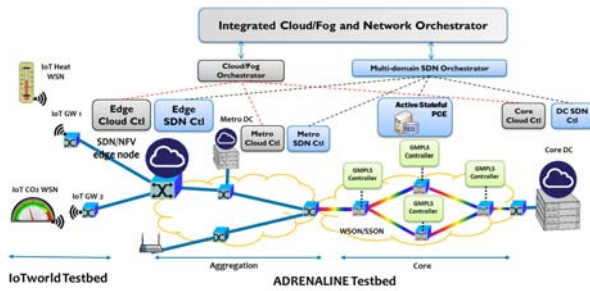 Integrated Cloud/Fog and Network Orchestrator
IoT Heat
WSN
Cloud/Fog
Orchestrator
Multi-domain SDN Orchestrator
Edge
Cloud Ctl
Edge
SDN Ctl
Metro DC
Active Stateful
PCE
Core
Cloud Ctl
DC SDN
Ctl
IoT GW 1
SDN/NFV
edge node
Metro
Cloud Ctl
Metro SDN
Ctl
GMPLS
Controller
Core DC
GMPLS
Controller
GMPLS
Controller
IoT CO2 WSN
IoT GW 2
GMPLS
Controller
WSON/SSON
IoTworld Testbed
Aggregation
ADRENALINE Testbed
Core